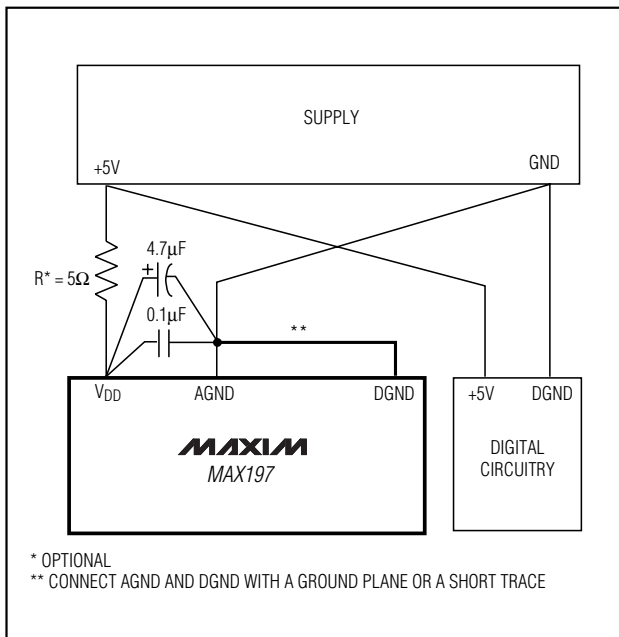 SUPPLY
+5V
GND
R* = 5Ω
4.7μF
+
0.1μF
**
VDD
AGND
DGND
MAXIM
MAX197
+5V
DGND
DIGITAL
CIRCUITRY
* OPTIONAL
** CONNECT AGND AND DGND WITH A GROUND PLANE OR A SHORT TRACE